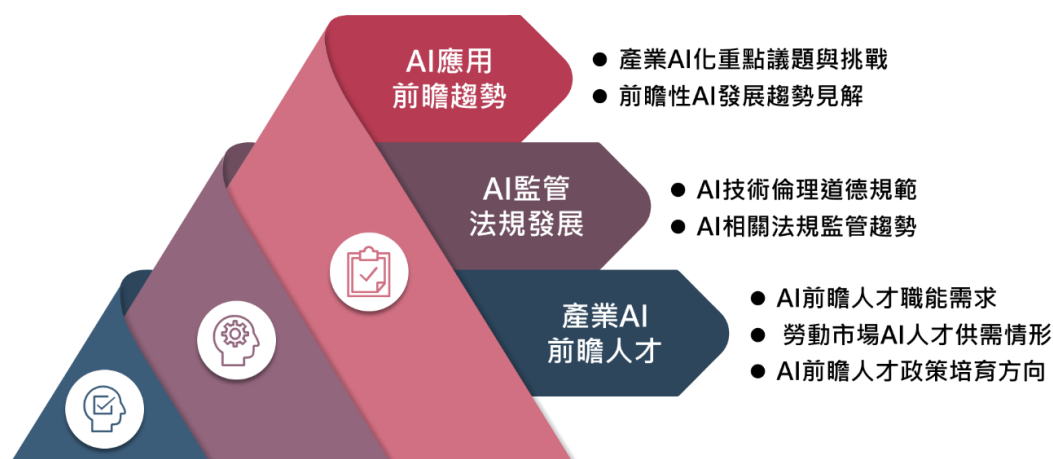 AI應用
前瞻趨勢
● 產業AI化重點議題與挑戰
● 前瞻性AI發展趨勢見解
AI監管
法規發展
● AI技術倫理道德規範
● AI相關法規監管趨勢
產業AI
前瞻人才
● AI前瞻人才職能需求
● 勞動市場AI人才供需情形
● AI前瞻人才政策培育方向